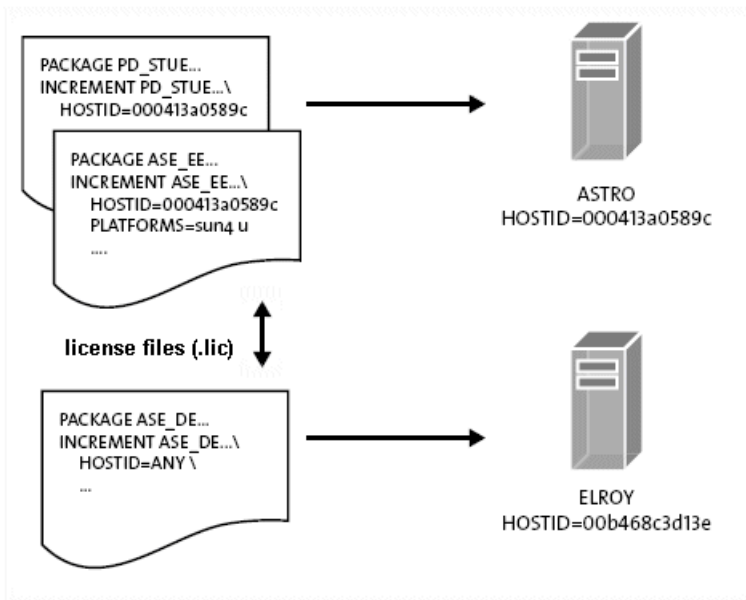 PACKAGE PD_STUE...
INCREMENT PD_STUE...\
HOSTID=000413a0589c
PACKAGE ASE_EE...
INCREMENT ASE_EE...\
HOSTID=000413a0589c
PLATFORMS=sun4 u
....
ASTRO
HOSTID=000413a0589c
license files (.lic)
PACKAGE ASE_DE...
INCREMENT ASE_DE...\
HOSTID=ANY \
...
ELROY
HOSTID=00b468c3d13e